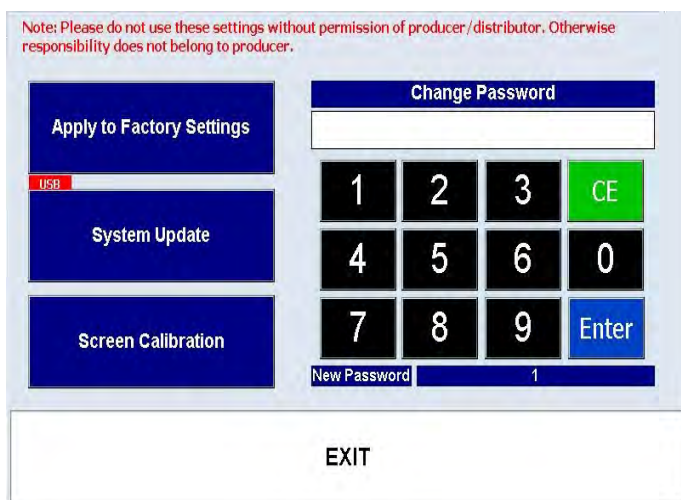 Note: Please do not use these settings without permission of producer/distributor. Otherwise
responsibility does not belong to producer.
Apply to Factory Settings
USB
System Update
Screen Calibration
Change Password
1 2 3 CE
4 5 6 0
7 8 9 Enter
New Password 1
EXIT